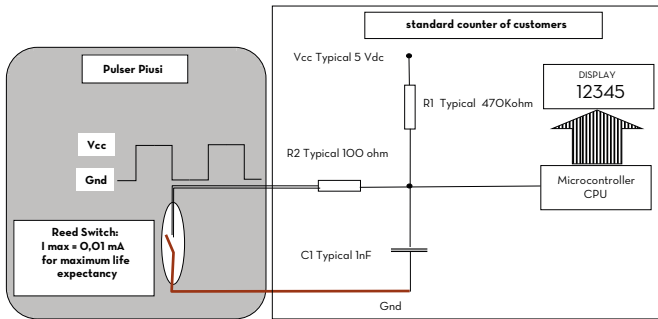 standard counter of customers
Pulser Piusi
Vcc Typical 5 Vdc
DISPLAY
12345
R1 Typical 470Kohm
Vcc
Gnd
R2 Typical 100 ohm
Microcontroller
CPU
Reed Switch:
I max = 0,01 mA
for maximum life
expectancy
C1 Typical 1nF
Gnd